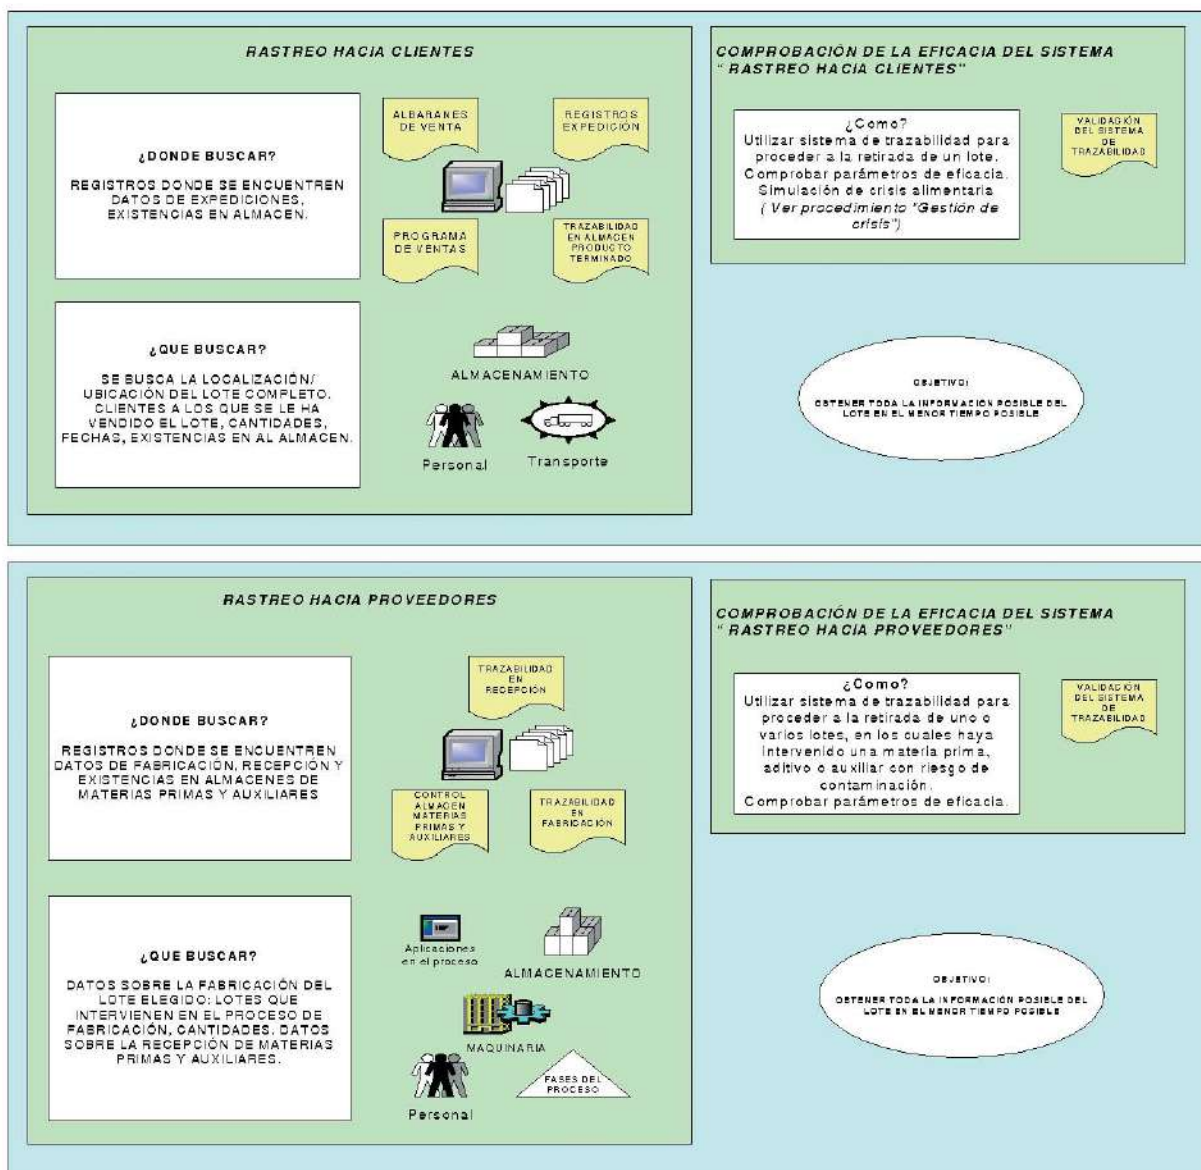 RASTREO HACIA CLIENTES
¿DONDE BUSCAR?
REGISTROS DONDE SE ENCUENTREN
DATOS DE EXPEDICIONES,
EXISTENCIAS EN ALMACEN.
ALBARANES
DE VENTA
REGISTROS
EXPEDICIÓN
PROGRAMA
DE VENTAS
TRAZABILIDAD
EN ALMACEN
PRODUCTO
TERMINADO
¿QUE BUSCAR?
SE BUSCA LA LOCALIZACIÓN/
UBICACIÓN DEL LOTE COMPLETO.
CLIENTES A LOS QUE SE LE HA
VENDIDO EL LOTE, CANTIDADES,
FECHAS, EXISTENCIAS EN AL ALMACEN.
ALMACENAMIENTO
Personal
Transporte
COMPROBACIÓN DE LA EFICACIA DEL SISTEMA
" RASTREO HACIA CLIENTES"
¿Como?
Utilizar sistema de trazabilidad para
proceder a la retirada de un lote.
Comprobar parámetros de eficacia.
Simulación de crisis alimentaria
( Ver procedimiento "Gestión de
crisis")
VALIDACIÓN
DEL SISTEMA
DE
TRAZABILIDAD
OBJETIVO:
OBTENER TODA LA INFORMACIÓN POSIBLE DEL
LOTE EN EL MENOR TIEMPO POSIBLE
RASTREO HACIA PROVEEDORES
¿DONDE BUSCAR?
REGISTROS DONDE SE ENCUENTREN
DATOS DE FABRICACIÓN, RECEPCIÓN Y
EXISTENCIAS EN ALMACENES DE
MATERIAS PRIMAS Y AUXILIARES
TRAZABILIDAD
EN
RECEPCIÓN
CONTROL
ALMACEN
MATERIAS
PRIMAS Y
AUXILIARES
TRAZABILIDAD
EN
FABRICACIÓN
¿QUE BUSCAR?
DATOS SOBRE LA FABRICACIÓN DEL
LOTE ELEGIDO: LOTES QUE
INTERVIENEN EN EL PROCESO DE
FABRICACIÓN, CANTIDADES. DATOS
SOBRE LA RECEPCIÓN DE MATERIAS
PRIMAS Y AUXILIARES.
Aplicaciones
en el proceso
ALMACENAMIENTO
MAQUINARIA
Personal
FASES DEL
PROCESO
COMPROBACIÓN DE LA EFICACIA DEL SISTEMA
" RASTREO HACIA PROVEEDORES"
¿Como?
Utilizar sistema de trazabilidad para
proceder a la retirada de uno o
varios lotes, en los cuales haya
intervenido una materia prima,
aditivo o auxiliar con riesgo de
contaminación.
Comprobar parámetros de eficacia.
VALIDACIÓN
DEL SISTEMA
DE
TRAZABILIDAD
OBJETIVO:
OBTENER TODA LA INFORMACIÓN POSIBLE DEL
LOTE EN EL MENOR TIEMPO POSIBLE